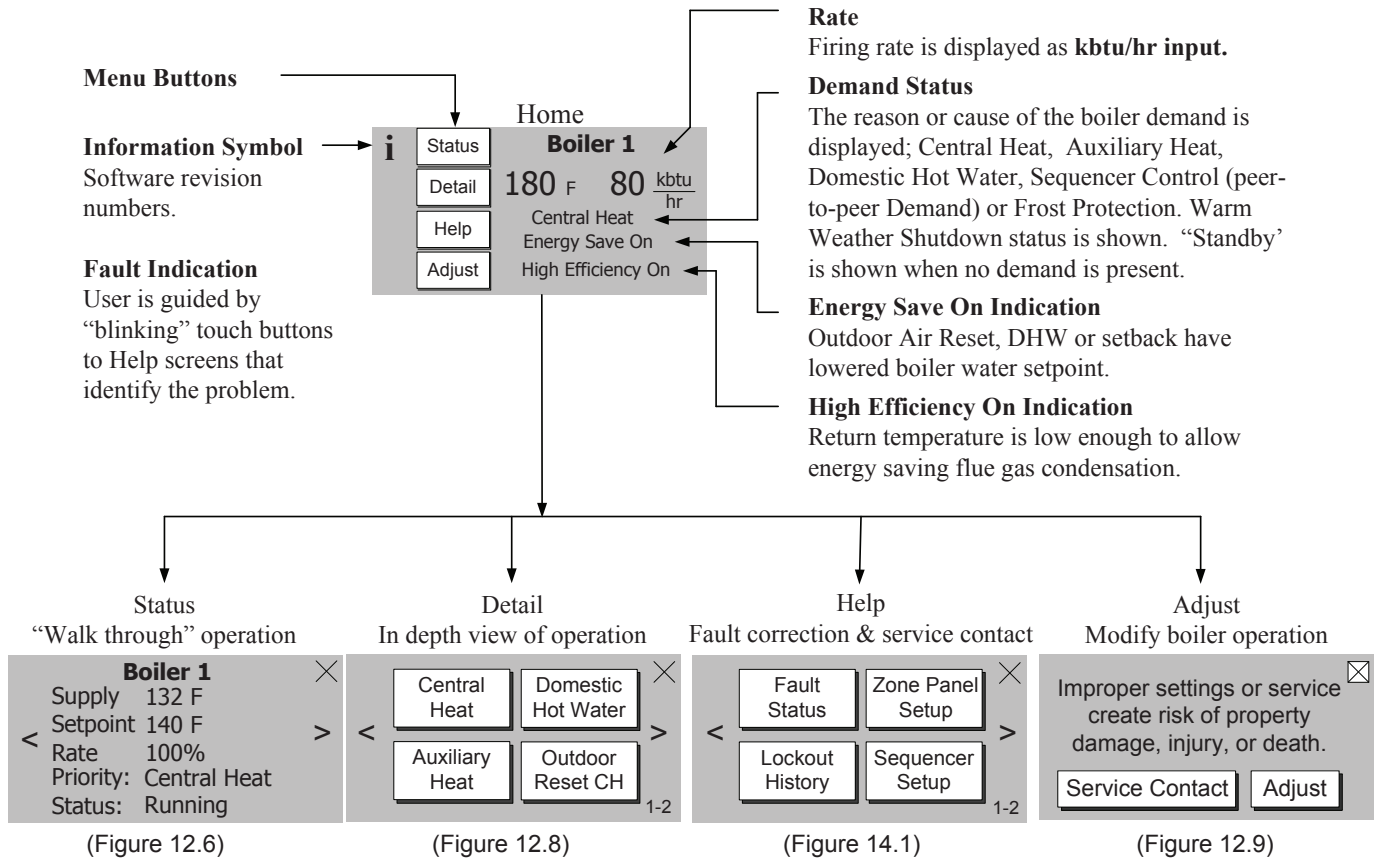 Menu Buttons
Information Symbol
Software revision
numbers.
Fault Indication
User is guided by
“blinking” touch buttons
to Help screens that
identify the problem.
Home
i
Status
Detail
Help
Adjust
Boiler 1
180 F 80 kbtu
hr
Central Heat
Energy Save On
High Efficiency On
Rate
Firing rate is displayed as kbtu/hr input.
Demand Status
The reason or cause of the boiler demand is
displayed; Central Heat, Auxiliary Heat,
Domestic Hot Water, Sequencer Control (peer-
to-peer Demand) or Frost Protection. Warm
Weather Shutdown status is shown. “Standby’
is shown when no demand is present.
Energy Save On Indication
Outdoor Air Reset, DHW or setback have
lowered boiler water setpoint.
High Efficiency On Indication
Return temperature is low enough to allow
energy saving flue gas condensation.
Status
“Walk through” operation
Boiler 1
Supply 132 F
Setpoint 140 F
< >
Rate 100%
Priority: Central Heat
Status: Running
(Figure 12.6)
Detail
In depth view of operation
Central
Heat
Domestic
Hot Water
< >
Auxiliary
Heat
Outdoor
Reset CH
1-2
(Figure 12.8)
Help
Fault correction & service contact
Fault
Status
Zone Panel
Setup
< >
Lockout
History
Sequencer
Setup
1-2
(Figure 14.1)
Adjust
Modify boiler operation
Improper settings or service
create risk of property
damage, injury, or death.
Service Contact
Adjust
(Figure 12.9)